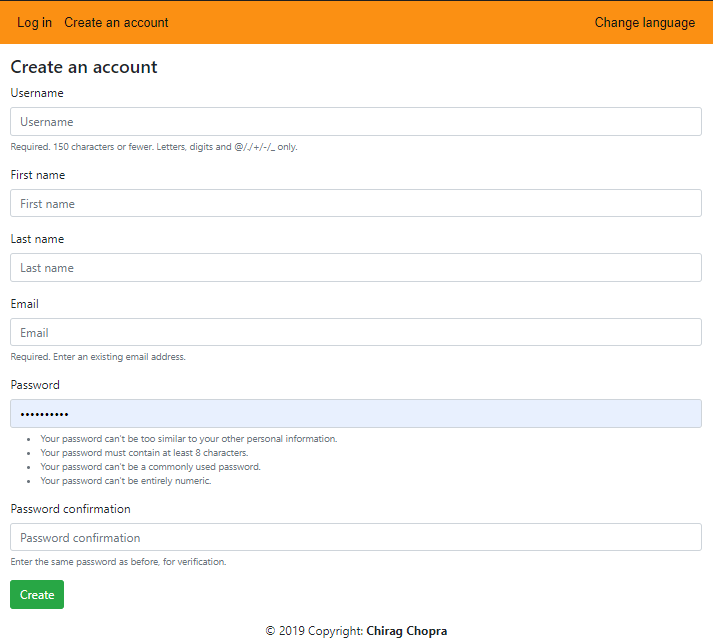 Log in Create an account Change language
Create an account
Username
Username
Required. 150 characters or fewer. Letters, digits and @/./+/-/_ only.
First name
First name
Last name
Last name
Email
Email
Required. Enter an existing email address.
Password
••••••••••
• Your password can't be too similar to your other personal information.
• Your password must contain at least 8 characters.
• Your password can't be a commonly used password.
• Your password can't be entirely numeric.
Password confirmation
Password confirmation
Enter the same password as before, for verification.
Create
© 2019 Copyright: Chirag Chopra